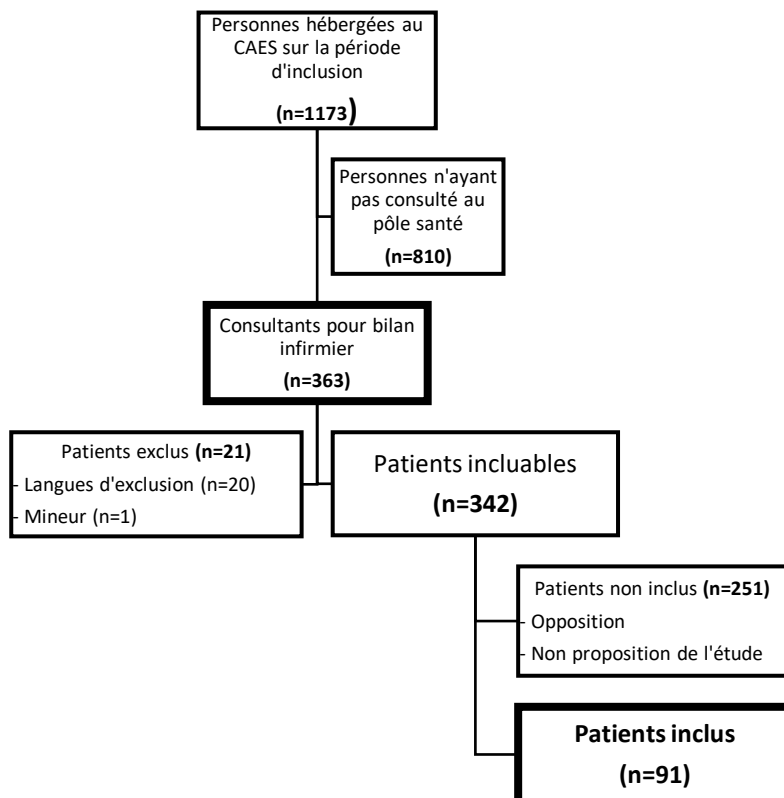 Personnes hébergées au
CAES sur la période
d'inclusion
(n=1173)
Personnes n'ayant
pas consulté au
pôle santé
(n=810)
Consultants pour bilan
infirmier
(n=363)
Patients exclus (n=21)
- Langues d'exclusion (n=20)
- Mineur (n=1)
Patients incluables
(n=342)
Patients non inclus (n=251)
- Opposition
- Non proposition de l'étude
Patients inclus
(n=91)